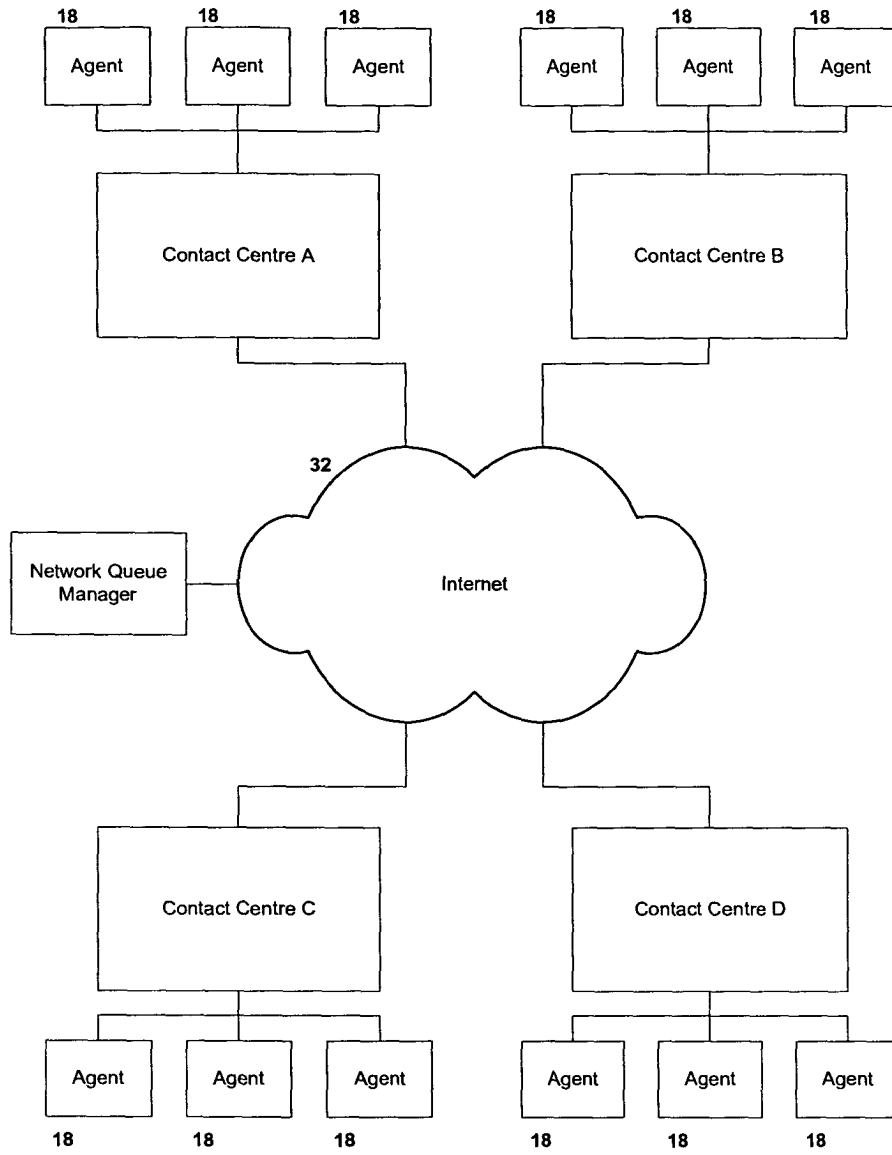 18 18 18 18 18 18
Agent Agent Agent Agent Agent Agent
Contact Centre A Contact Centre B
32
Network Queue
Manager
Internet
Contact Centre C Contact Centre D
Agent Agent Agent Agent Agent Agent
18 18 18 18 18 18